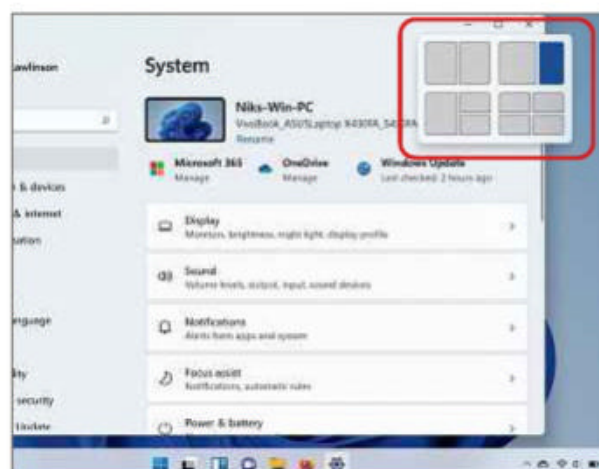 awlinson
System
Niks-Win-PC
VivoBook_ASUSLaptop
Rename
Microsoft 365
Manage
OneDrive
Manage
Windows Update
Last checked: 2 hours ago
& devices
& internet
Display
Monitors, brightness, night light, display profile
Sound
Volume levels, output, input, sound devices
Notifications
Alerts from apps and system
Focus assist
Notifications, automatic rules
Power & battery
security
Update